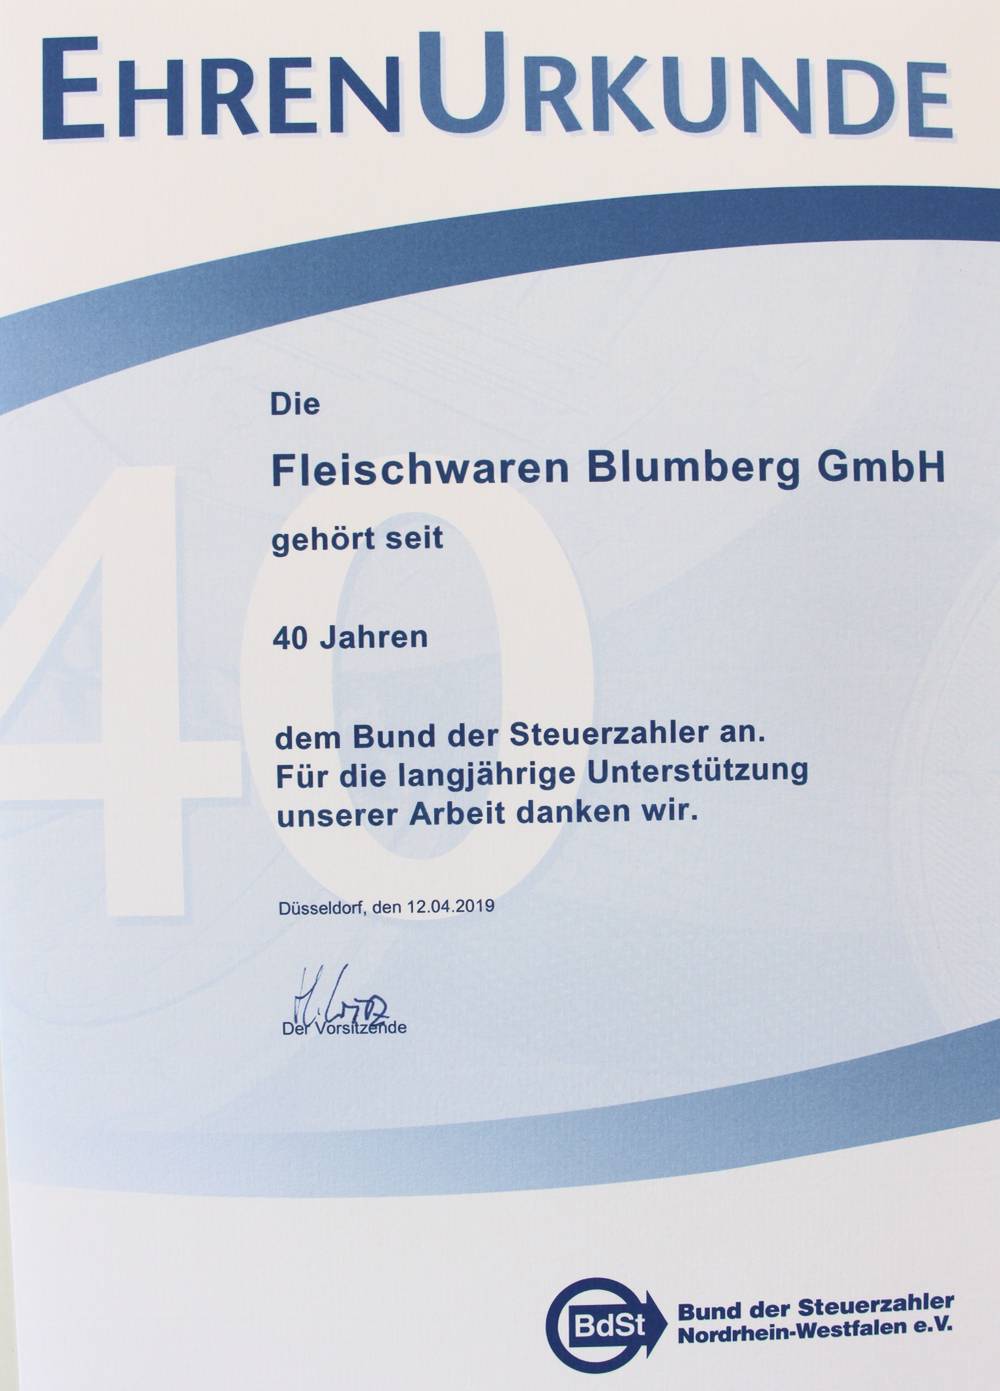 EHRENURKUNDE
40
Die
Fleischwaren Blumberg GmbH
gehört seit
40 Jahren
dem Bund der Steuerzahler an.
Für die langjährige Unterstützung
unserer Arbeit danken wir.
Düsseldorf, den 12.04.2019
Der Vorsitzende
BdSt
Bund der Steuerzahler
Nordrhein-Westfalen e.V.